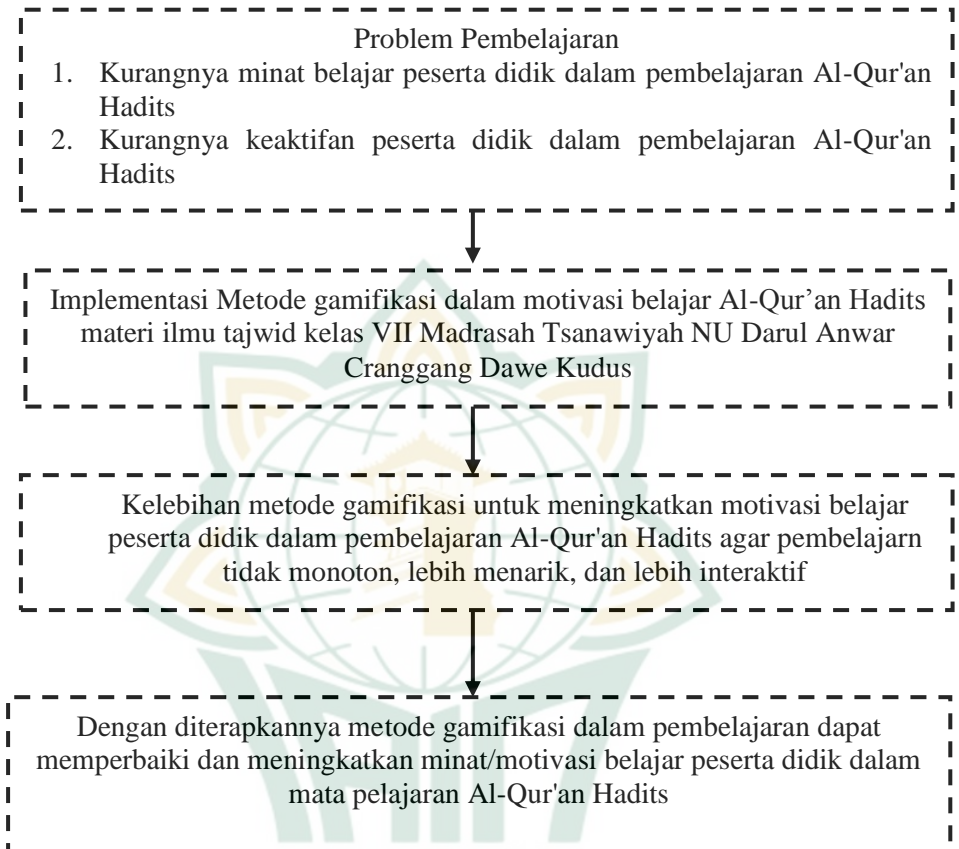 Problem Pembelajaran
1. Kurangnya minat belajar peserta didik dalam pembelajaran Al-Qur'an
Hadits
2. Kurangnya keaktifan peserta didik dalam pembelajaran Al-Qur'an
Hadits
Implementasi Metode gamifikasi dalam motivasi belajar Al-Qur’an Hadits
materi ilmu tajwid kelas VII Madrasah Tsanawiyah NU Darul Anwar
Cranggang Dawe Kudus
Kelebihan metode gamifikasi untuk meningkatkan motivasi belajar
peserta didik dalam pembelajaran Al-Qur'an Hadits agar pembelajarn
tidak monoton, lebih menarik, dan lebih interaktif
Dengan diterapkannya metode gamifikasi dalam pembelajaran dapat
memperbaiki dan meningkatkan minat/motivasi belajar peserta didik dalam
mata pelajaran Al-Qur'an Hadits